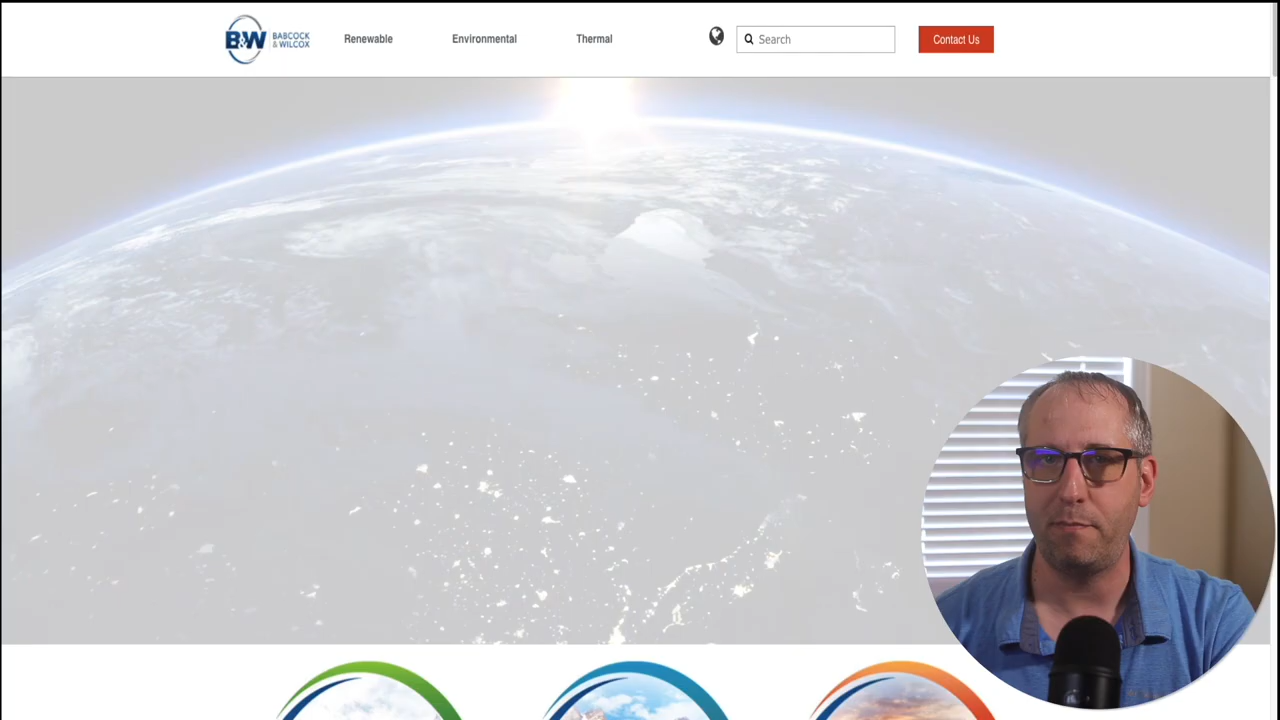 B&W BABCOCK
& WILCOX
Renewable
Environmental
Thermal
Search
Contact Us